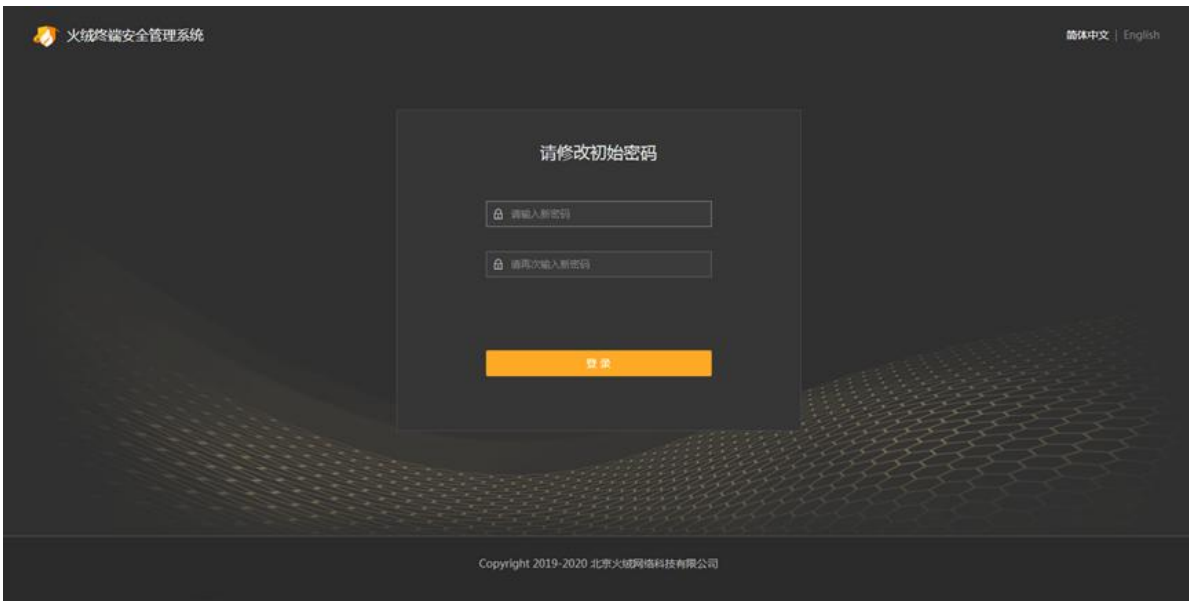 火绒终端安全管理系统
简体中文 | English
请修改初始密码
请输入新密码
请再次输入新密码
登录
Copyright 2019-2020 北京火绒网络科技有限公司